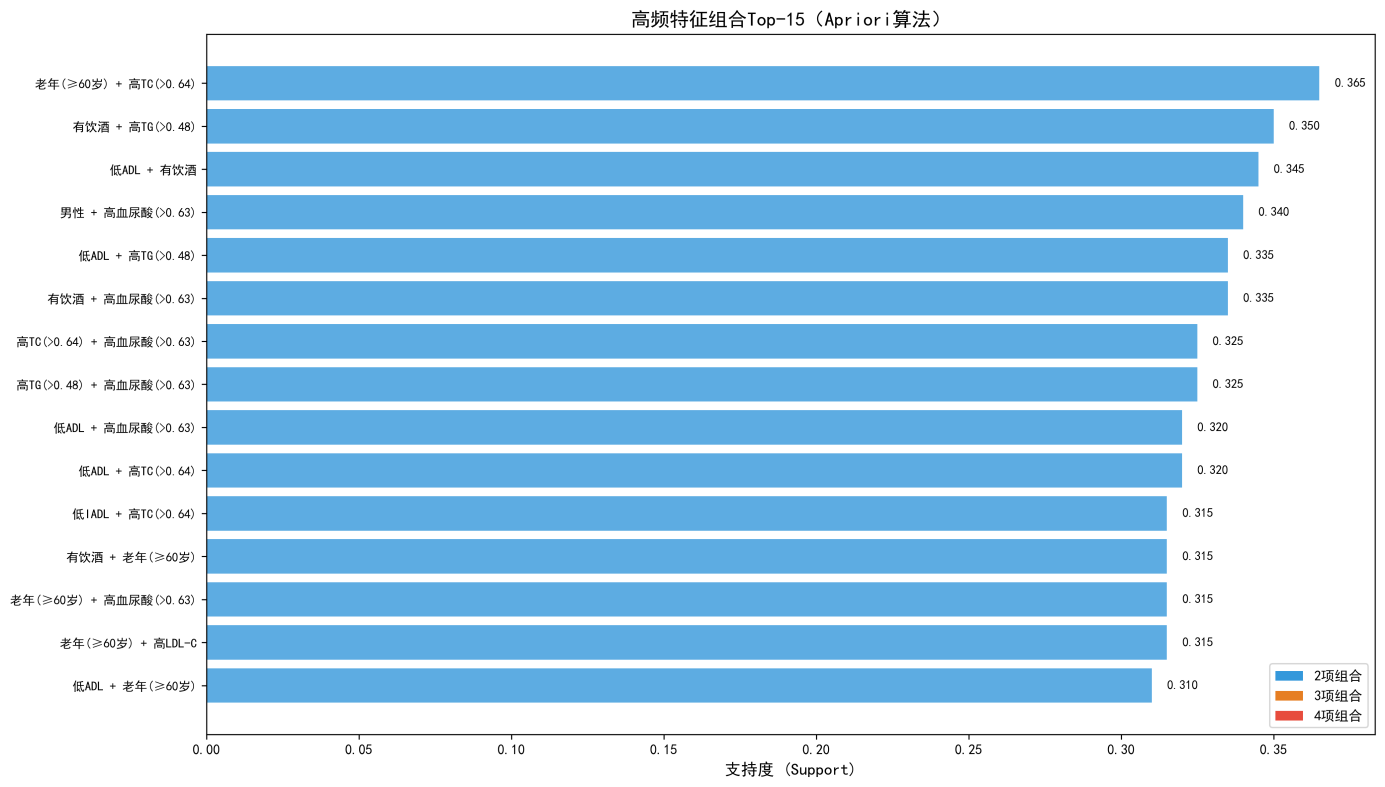 高频特征组合Top-15（Apriori算法）
老年(≥60岁) + 高TC(>0.64)
0.365
有饮酒 + 高TG(>0.48)
0.350
低ADL + 有饮酒
0.345
男性 + 高血尿酸(>0.63)
0.340
低ADL + 高TG(>0.48)
0.335
有饮酒 + 高血尿酸(>0.63)
0.335
高TC(>0.64) + 高血尿酸(>0.63)
0.325
高TG(>0.48) + 高血尿酸(>0.63)
0.325
低ADL + 高血尿酸(>0.63)
0.320
低ADL + 高TC(>0.64)
0.320
低IADL + 高TC(>0.64)
0.315
有饮酒 + 老年(≥60岁)
0.315
老年(≥60岁) + 高血尿酸(>0.63)
0.315
老年(≥60岁) + 高LDL-C
0.315
低ADL + 老年(≥60岁)
0.310
2项组合
3项组合
4项组合
0.00 0.05 0.10 0.15 0.20 0.25 0.30 0.35
支持度 (Support)